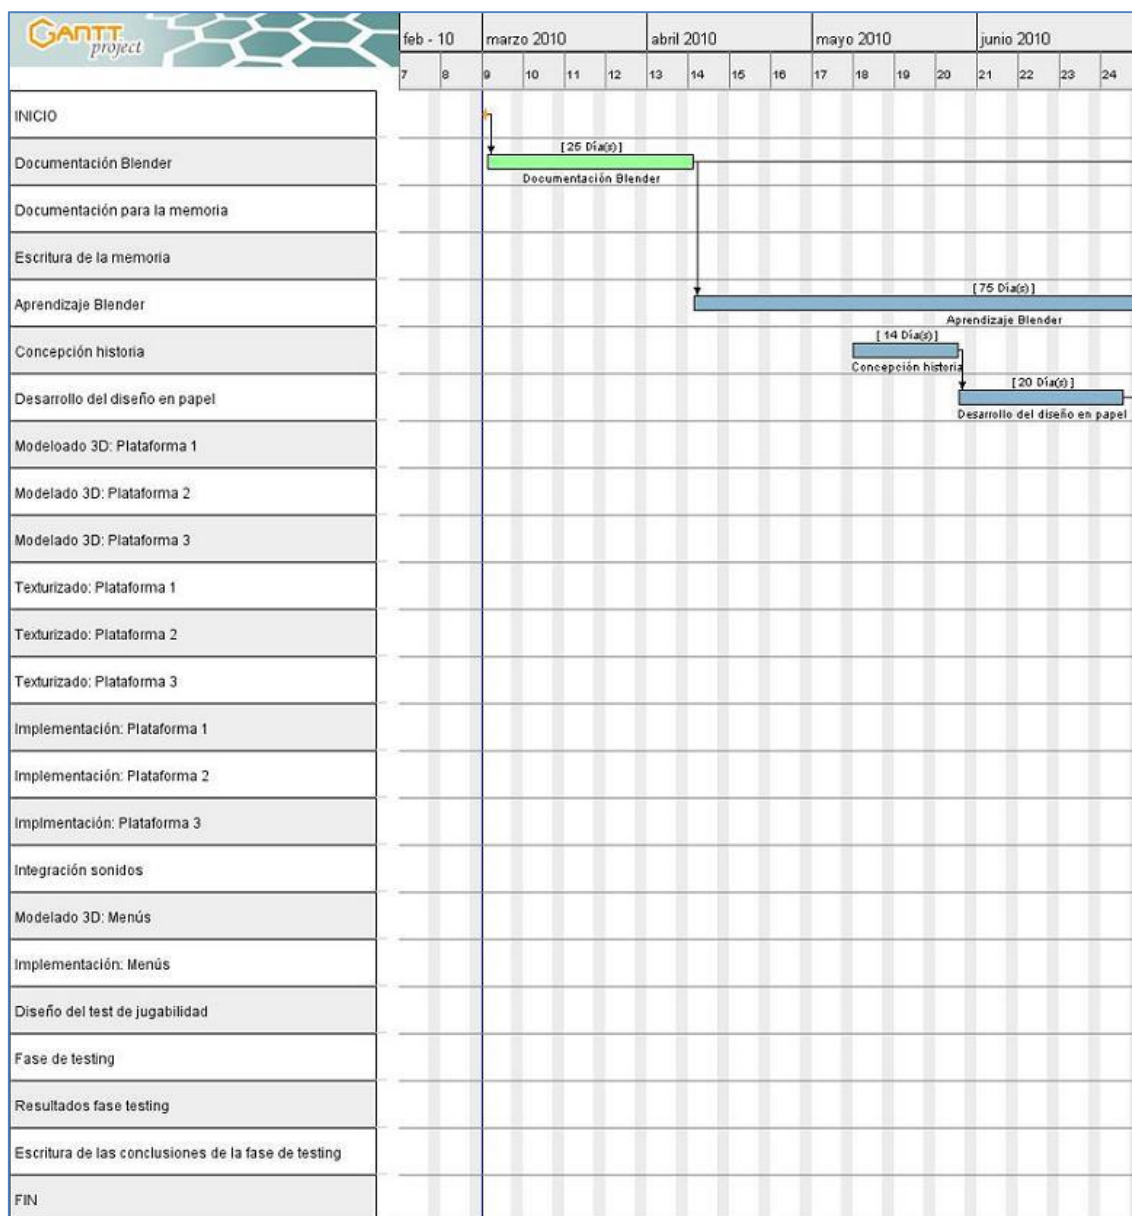 GANTT
project
feb - 10 marzo 2010 abril 2010 mayo 2010 junio 2010
7 8 9 10 11 12 13 14 15 16 17 18 19 20 21 22 23 24
INICIO
[ 25 Día(s) ]
Documentación Blender
Documentación Blender
Documentación para la memoria
Escritura de la memoria
[ 75 Día(s) ]
Aprendizaje Blender
Aprendizaje Blender
[ 14 Día(s) ]
Concepción historia
Concepción historia
[ 20 Día(s) ]
Desarrollo del diseño en papel
Desarrollo del diseño en papel
Modeloado 3D: Plataforma 1
Modelado 3D: Plataforma 2
Modelado 3D: Plataforma 3
Texturizado: Plataforma 1
Texturizado: Plataforma 2
Texturizado: Plataforma 3
Implementación: Plataforma 1
Implementación: Plataforma 2
Implmentación: Plataforma 3
Integración sonidos
Modelado 3D: Menús
Implementación: Menús
Diseño del test de jugabilidad
Fase de testing
Resultados fase testing
Escritura de las conclusiones de la fase de testing
FIN